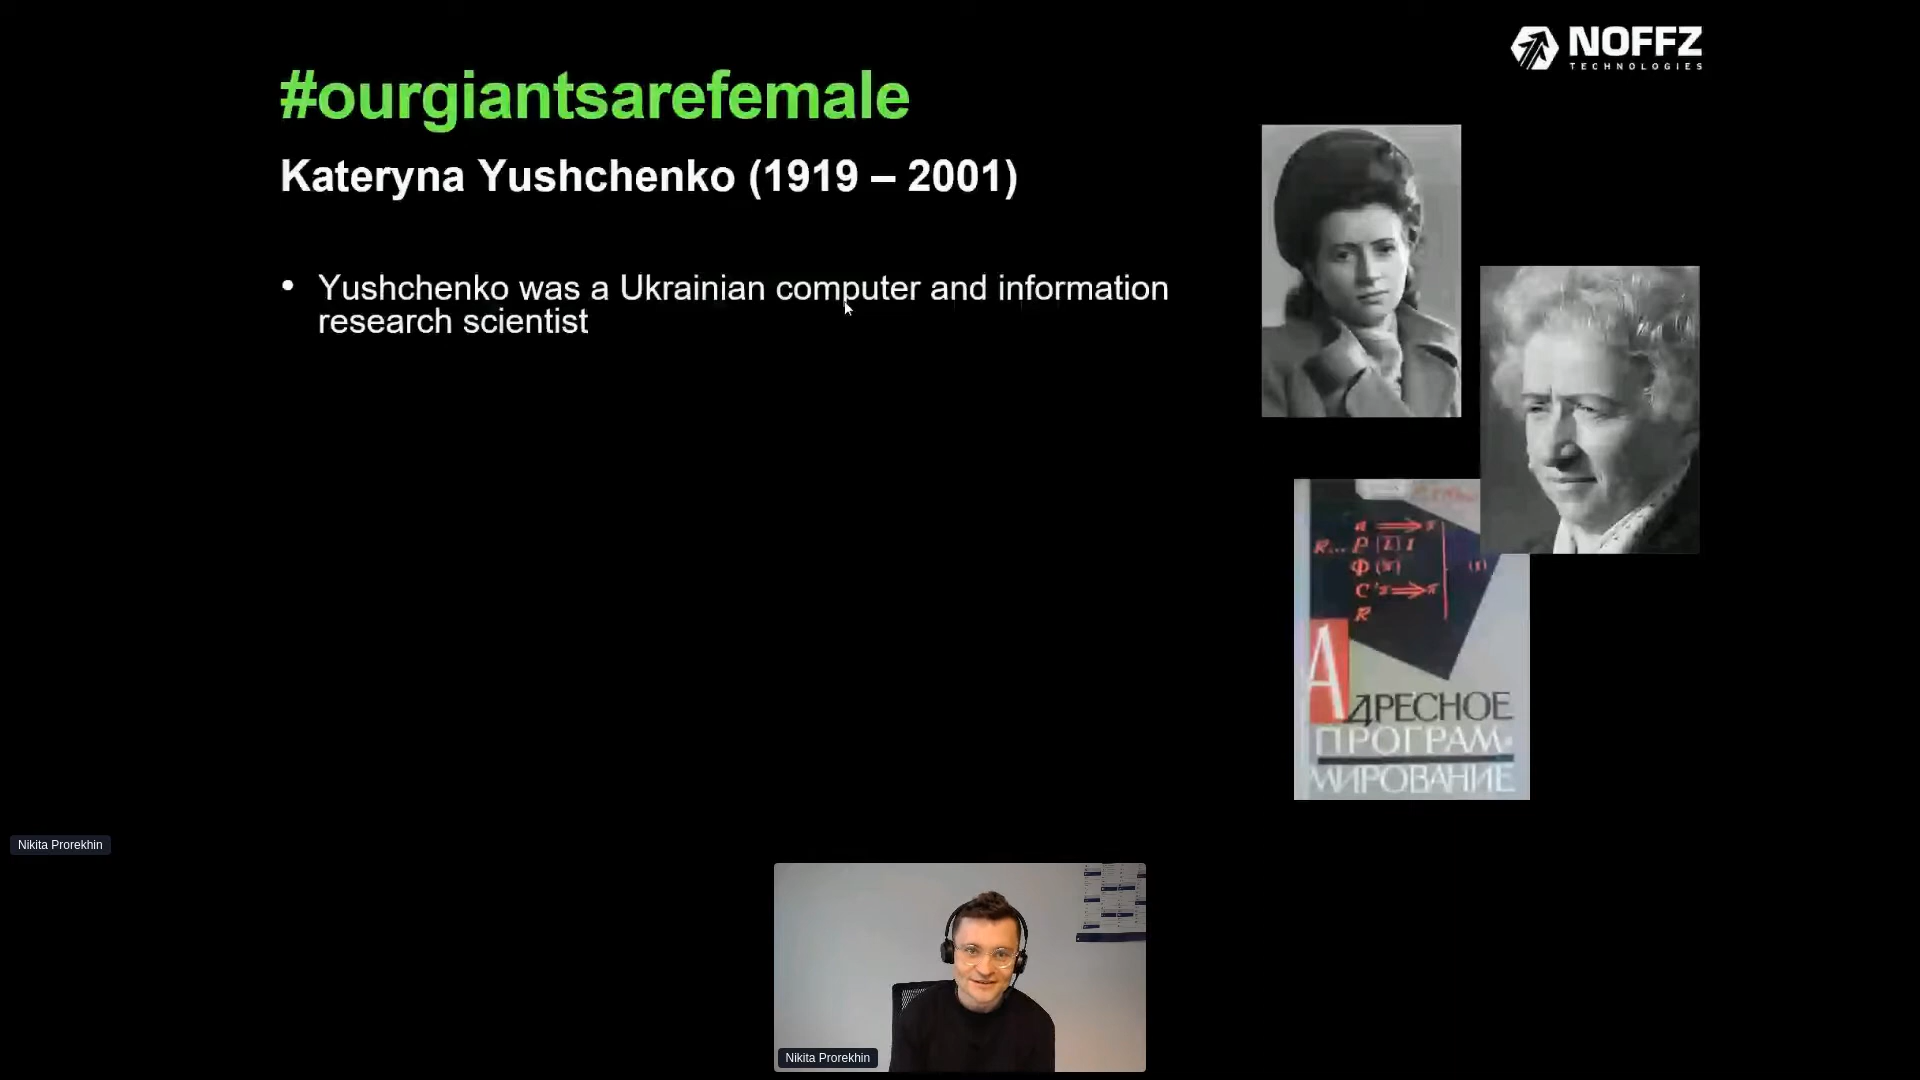 NOFFZ
TECHNOLOGIES
#ourgiantsarefemale
Kateryna Yushchenko (1919 – 2001)
• Yushchenko was a Ukrainian computer and information
research scientist
АДРЕСНОЕ
ПРОГРАМ-
МИРОВАНИЕ
Nikita Prorekhin
Nikita Prorekhin